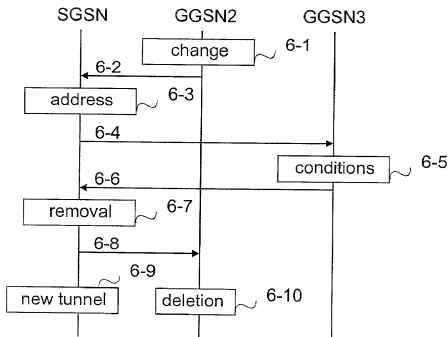 SGSN GGSN2 GGSN3
change 6-1
6-2
address 6-3
6-4
conditions 6-5
6-6
removal 6-7
6-8
6-9
new tunnel deletion 6-10